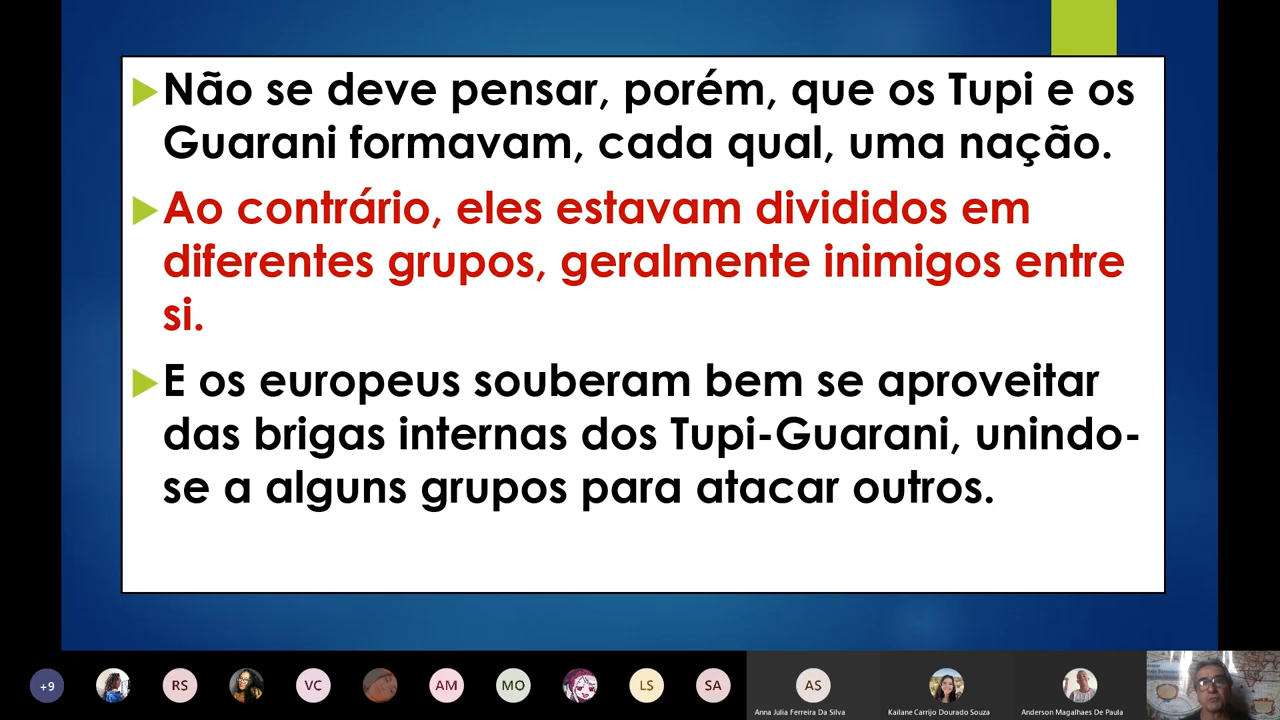 Não se deve pensar, porém, que os Tupi e os
Guarani formavam, cada qual, uma nação.
Ao contrário, eles estavam divididos em
diferentes grupos, geralmente inimigos entre
si.
E os europeus souberam bem se aproveitar
das brigas internas dos Tupi-Guarani, unindo-
se a alguns grupos para atacar outros.
+9
RS
VC
AM
MO
LS
SA
AS
Anna Julia Ferreira Da Silva
Kailane Carrijo Dourado Souza
Anderson Magalhaes De Paula